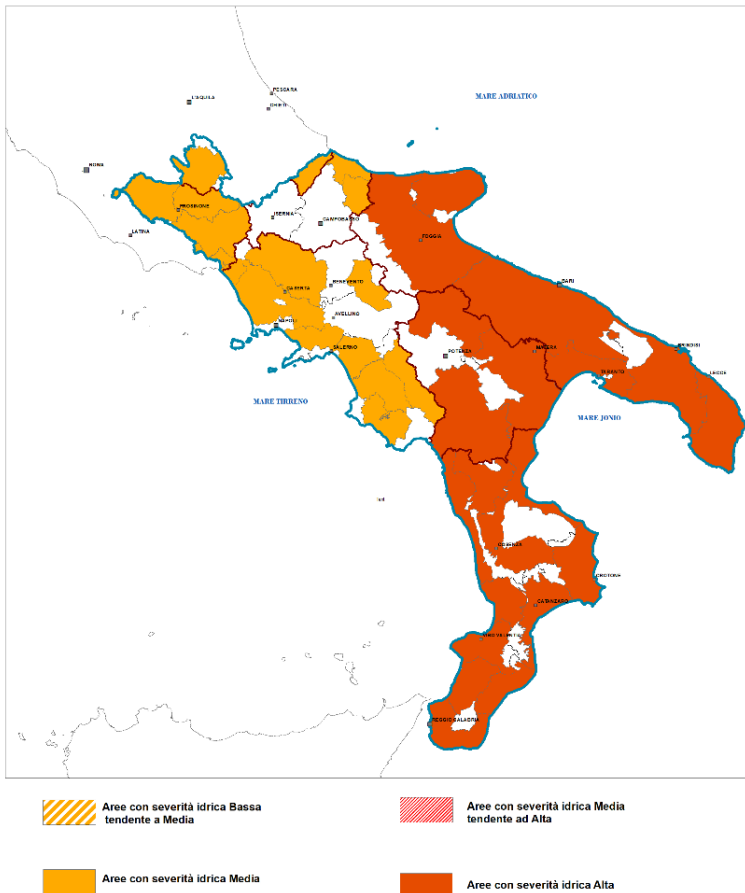 PESCARA
L'AQUILA
CHIETI
MARE ADRIATICO
ROMA
FROSINONE
ISERNIA
CAMPOBASSO
LATINA
FOGGIA
BARI
BENEVENTO
CASERTA
AVELLINO
NAPOLI
SALERNO
POTENZA
MATERA
BRINDISI
TARANTO
LECCE
MARE TIRRENO
MARE JONIO
COSENZA
CROTONE
CATANZARO
VIBO VALENTIA
REGGIO CALABRIA
Aree con severità idrica Bassa
tendente a Media
Aree con severità idrica Media
tendente ad Alta
Aree con severità idrica Media
Aree con severità idrica Alta